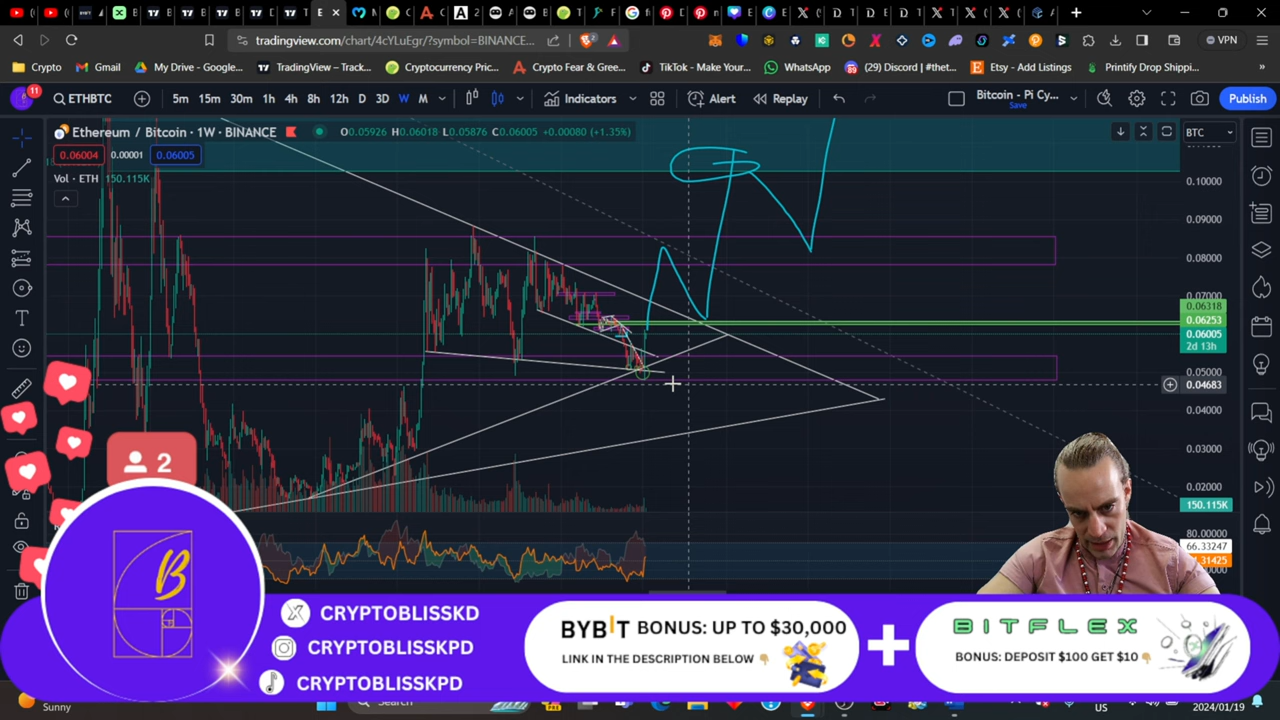 tradingview.com/chart/4cYLuEgr/?symbol=BINANCE...
VPN
Crypto
Gmail
My Drive - Google...
TradingView – Track...
Cryptocurrency Pric...
Crypto Fear & Gree...
TikTok - Make Your...
WhatsApp
(29) Discord | #thet...
Etsy - Add Listings
Printify Drop Shippi...
11
ETHBTC
5m 15m 30m 1h 4h 8h 12h D 3D W M
Indicators
Alert
Replay
Bitcoin - Pi Cy...
Save
Publish
Ethereum / Bitcoin · 1W · BINANCE
O0.05926 H0.06018 L0.05876 C0.06005 +0.00080 (+1.35%)
BTC
0.06004
0.00001
0.06005
Vol · ETH 150.115K
0.10000
0.09000
0.08000
0.07000
0.06318
0.06253
0.06005
2d 13h
0.05000
0.04683
0.04000
0.03000
0.02000
150.115K
80.00000
66.33247
2
B
CRYPTOBLISSKD
CRYPTOBLISSKPD
CRYPTOBLISSKPD
BYBIT BONUS: UP TO $30,000
LINK IN THE DESCRIPTION BELOW
BITFLEX
BONUS: DEPOSIT $100 GET $10
Sunny
Search
US
2024/01/19